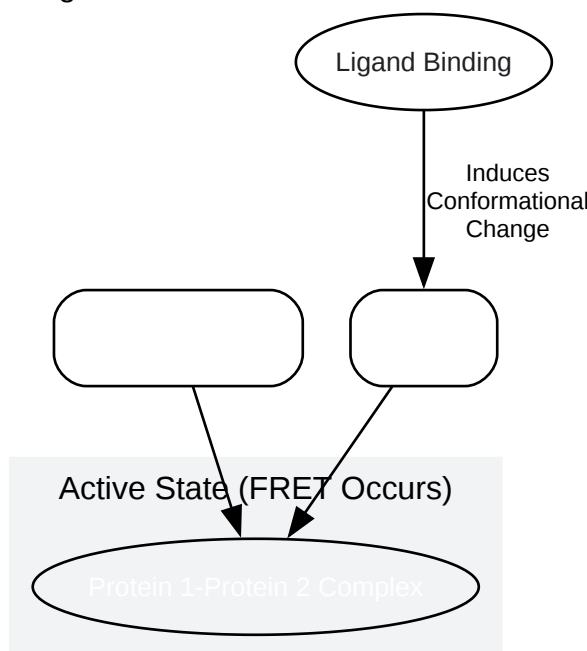 Ligand Binding
Induces
Conformational
Change
Active State (FRET Occurs)
Protein 1-Protein 2 Complex